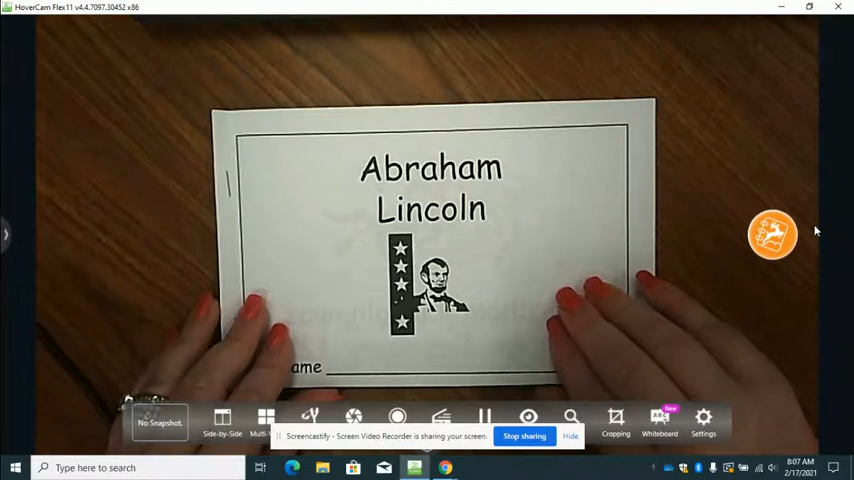 HoverCam Flex11 v4.4.7097.30452 x86
Abraham
Lincoln
ame
No Snapshot.
Side-by-Side
New
ABC
Cropping
Whiteboard
Settings
Screencastify - Screen Video Recorder is sharing your screen.
Stop sharing
Hide
Type here to search
8:07 AM
2/17/2021